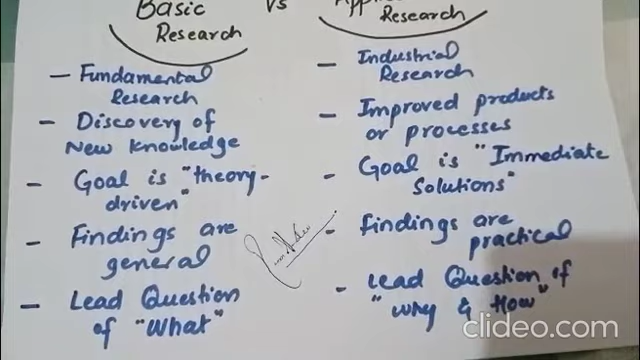 Basic
Research
vs
Research
- Fundamental
Research
- Discovery of
New knowledge
- Goal is "theory-
driven"
- Findings are
general
- Lead Question
of "What"
- Industrial
Research
- Improved products
or processes
- Goal is "Immediate
Solutions"
- Findings are
practical
- Lead Question of
"Why & How"
clideo.com